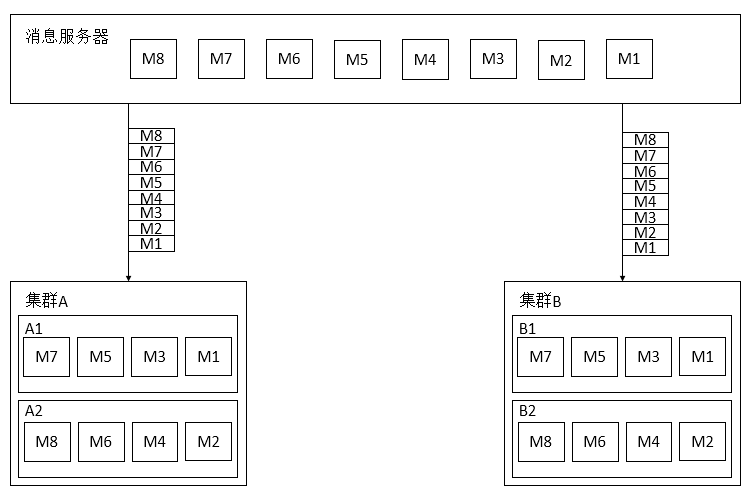 消息服务器
M8 M7 M6 M5 M4 M3 M2 M1
M8
M7
M6
M5
M4
M3
M2
M1
M8
M7
M6
M5
M4
M3
M2
M1
集群A
A1
M7 M5 M3 M1
A2
M8 M6 M4 M2
集群B
B1
M7 M5 M3 M1
B2
M8 M6 M4 M2